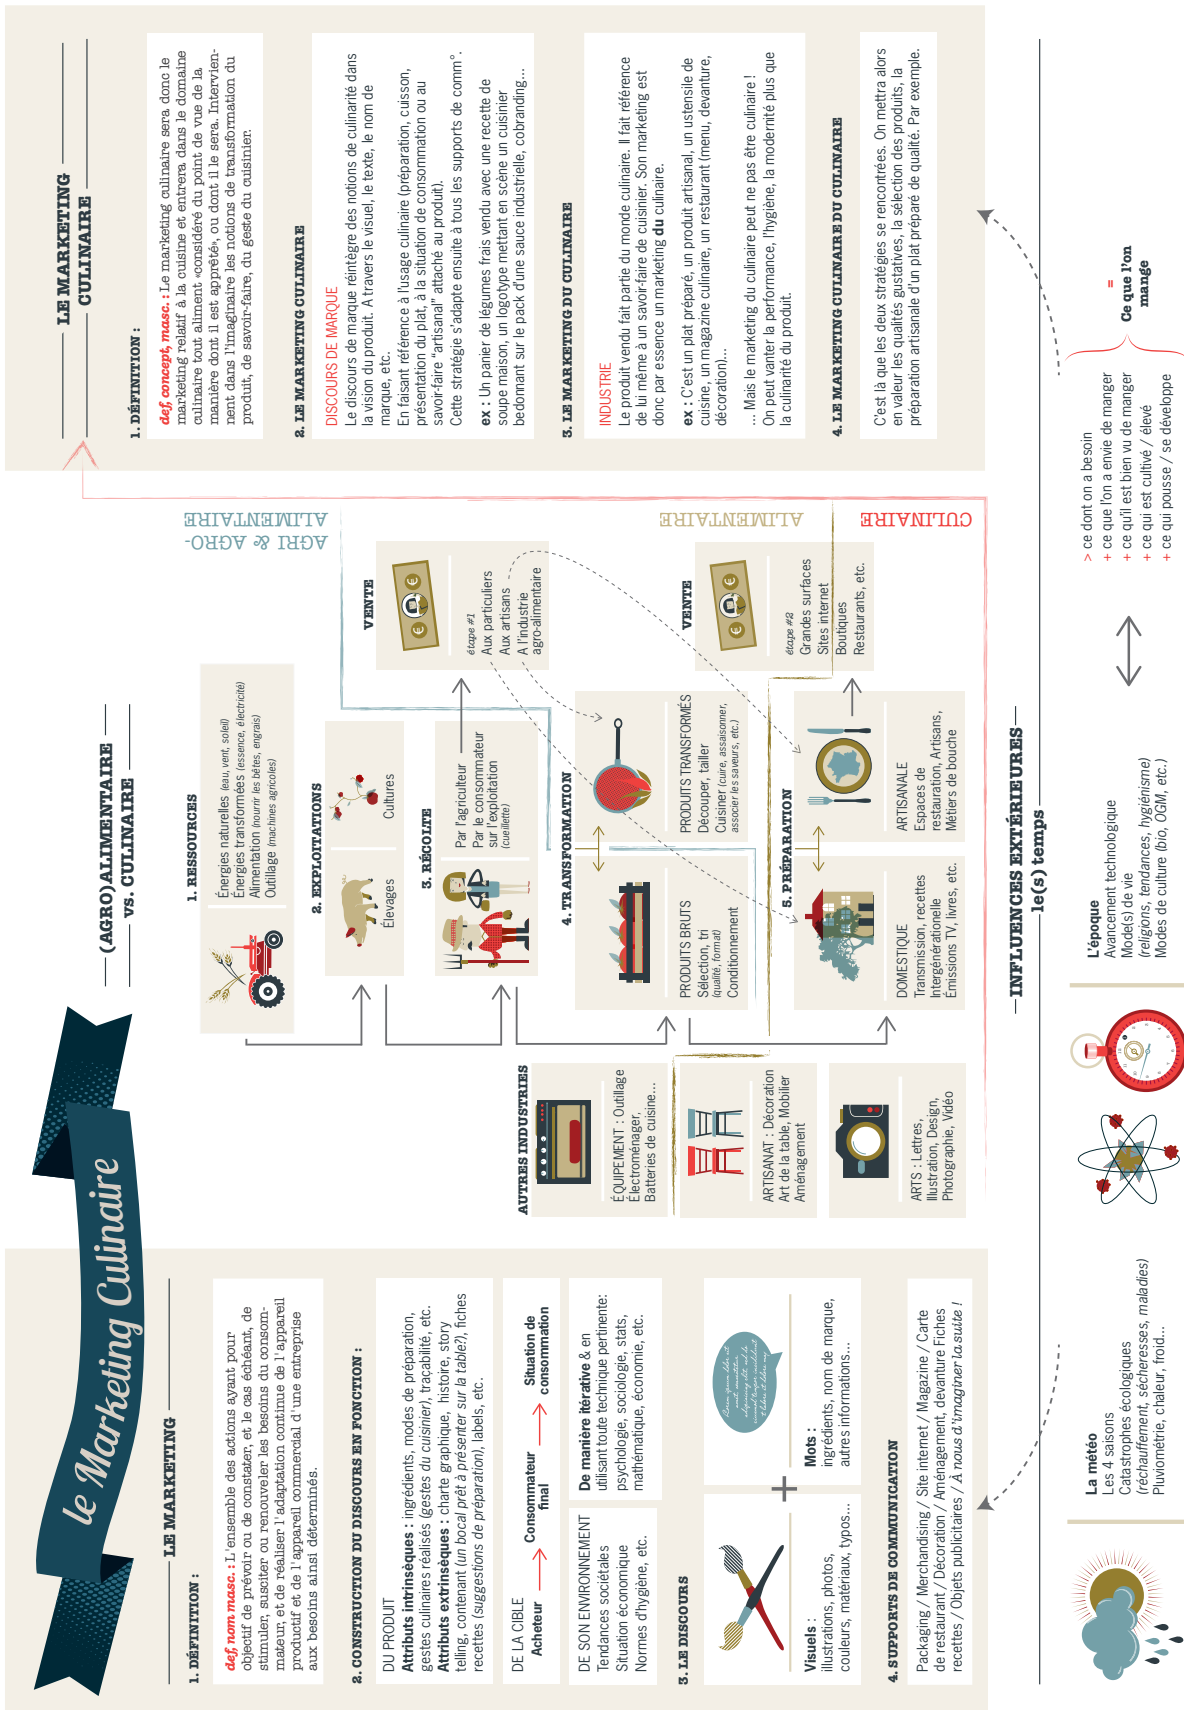 le Marketing Culinaire
LE MARKETING
1. DÉFINITION :
def, nom masc. : L'ensemble des actions ayant pour
objectif de prévoir ou de constater, et le cas échéant, de
stimuler, susciter ou renouveler les besoins du consom-
mateur, et de réaliser l'adaptation continue de l'appareil
productif et de l'appareil commercial d'une entreprise
aux besoins ainsi déterminés.
2. CONSTRUCTION DU DISCOURS EN FONCTION :
DU PRODUIT
Attributs intrinsèques : ingrédients, modes de préparation,
gestes culinaires réalisés (gestes du cuisinier), traçabilité, etc.
Attributs extrinsèques : charte graphique, histoire, story
telling, contenant (un bocal prêt à présenter sur la table?), fiches
recettes (suggestions de préparation), labels, etc.
DE LA CIBLE
Acheteur
Consommateur
final
Situation de
consommation
DE SON ENVIRONNEMENT
Tendances sociétales
Situation économique
Normes d'hygiène, etc.
De manière itérative & en
utilisant toute technique pertinente:
psychologie, sociologie, stats,
mathématique, économie, etc.
3. LE DISCOURS
Visuels :
illustrations, photos,
couleurs, matériaux, typos...
+
Mots :
ingrédients, nom de marque,
autres informations...
4. SUPPORTS DE COMMUNICATION
Packaging / Merchandising / Site internet / Magazine / Carte
de restaurant / Décoration / Aménagement, devanture Fiches
recettes / Objets publicitaires / À nous d'imaginer la suite !
(AGRO)ALIMENTAIRE
vs. CULINAIRE
1. RESSOURCES
Énergies naturelles (eau, vent, soleil)
Énergies transformées (essence, électricité)
Alimentation (nourrir les bêtes, engrais)
Outillage (machines agricoles)
2. EXPLOITATIONS
Élevages
Cultures
3. RÉCOLTE
Par l'agriculteur
Par le consommateur
sur l'exploitation
(cueillette)
VENTE
étape #1
Aux particuliers
Aux artisans
A l'industrie
agro-alimentaire
AGRI & AGRO-
ALIMENTAIRE
4. TRANSFORMATION
PRODUITS BRUTS
Sélection, tri
(qualité, format)
Conditionnement
PRODUITS TRANSFORMÉS
Découper, tailler
Cuisiner (cuire, assaisonner,
associer les saveurs, etc.)
ALIMENTAIRE
5. PRÉPARATION
DOMESTIQUE
Transmission, recettes
Intergénérationelle
Émissions TV, livres, etc.
ARTISANALE
Espaces de
restauration, Artisans,
Métiers de bouche
VENTE
étape #2
Grandes surfaces
Sites internet
Boutiques
Restaurants, etc.
CULINAIRE
AUTRES INDUSTRIES
ÉQUIPEMENT : Outillage
Électroménager,
Batteries de cuisine...
ARTISANAT : Décoration
Art de la table, Mobilier
Aménagement
ARTS : Lettres,
Illustration, Design,
Photographie, Vidéo
LE MARKETING
CULINAIRE
1. DÉFINITION :
def, concept, masc. : Le marketing culinaire sera donc le
marketing relatif à la cuisine et entrera dans le domaine
culinaire tout aliment «considéré du point de vue de la
manière dont il est apprêté», ou dont il le sera. Intervien-
nent dans l'imaginaire les notions de transformation du
produit, de savoir-faire, du geste du cuisinier.
2. LE MARKETING CULINAIRE
DISCOURS DE MARQUE
Le discours de marque réintègre des notions de culinarité dans
la vision du produit. A travers le visuel, le texte, le nom de
marque, etc.
En faisant référence à l'usage culinaire (préparation, cuisson,
présentation du plat, à la situation de consommation ou au
savoir-faire "artisanal" attaché au produit).
Cette stratégie s'adapte ensuite à tous les supports de comm°.
ex : Un panier de légumes frais vendu avec une recette de
soupe maison, un logotype mettant en scène un cuisinier
bedonnant sur le pack d'une sauce industrielle, cobranding...
3. LE MARKETING DU CULINAIRE
INDUSTRIE
Le produit vendu fait partie du monde culinaire. Il fait référence
de lui même à un savoir-faire de cuisinier. Son marketing est
donc par essence un marketing du culinaire.
ex : C'est un plat préparé, un produit artisanal, un ustensile de
cuisine, un magazine culinaire, un restaurant (menu, devanture,
décoration)...
... Mais le marketing du culinaire peut ne pas être culinaire !
On peut vanter la performance, l'hygiène, la modernité plus que
la culinarité du produit.
4. LE MARKETING CULINAIRE DU CULINAIRE
C'est là que les deux stratégies se rencontrées. On mettra alors
en valeur les qualités gustatives, la sélection des produits, la
préparation artisanale d'un plat préparé de qualité. Par exemple.
INFLUENCES EXTÉRIEURES
le(s) temps
La météo
Les 4 saisons
Catastrophes écologiques
(réchauffement, sécheresses, maladies)
Pluviométrie, chaleur, froid...
L'époque
Avancement technologique
Mode(s) de vie
(religions, tendances, hygiénisme)
Modes de culture (bio, OGM, etc.)
> ce dont on a besoin
+ ce que l'on a envie de manger
+ ce qu'il est bien vu de manger
+ ce qui est cultivé / élevé
+ ce qui pousse / se développe
=
Ce que l'on
mange